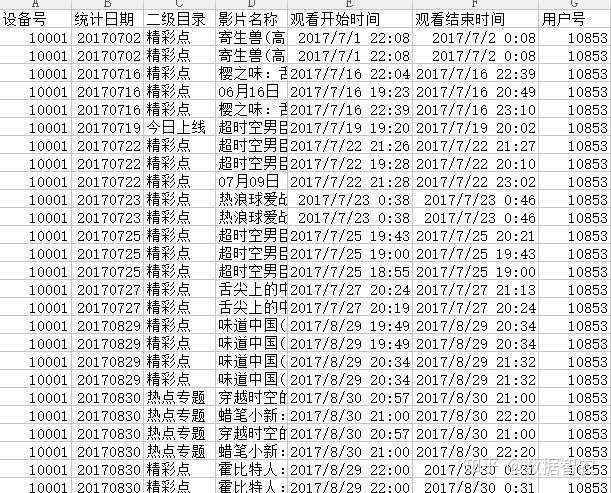 A B C D E F G
设备号 统计日期 二级目录 影片名称 观看开始时间 观看结束时间 用户号
10001 20170702 精彩点 寄生兽(高 2017/7/1 22:08 2017/7/2 0:08 10853
10001 20170702 精彩点 寄生兽(高 2017/7/1 22:08 2017/7/2 0:08 10853
10001 20170716 精彩点 樱之味：舌 2017/7/16 22:04 2017/7/16 22:39 10853
10001 20170716 精彩点 06月16日 2017/7/16 19:23 2017/7/16 20:49 10853
10001 20170716 精彩点 樱之味：舌 2017/7/16 22:39 2017/7/16 23:10 10853
10001 20170719 今日上线 超时空男臣 2017/7/19 19:20 2017/7/19 20:02 10853
10001 20170722 精彩点 超时空男臣 2017/7/22 21:26 2017/7/22 21:27 10853
10001 20170722 精彩点 超时空男臣 2017/7/22 19:28 2017/7/22 20:10 10853
10001 20170722 精彩点 07月09日 2017/7/22 21:28 2017/7/22 23:02 10853
10001 20170723 精彩点 热浪球爱战 2017/7/23 0:38 2017/7/23 0:46 10853
10001 20170723 精彩点 热浪球爱战 2017/7/23 0:38 2017/7/23 0:46 10853
10001 20170725 精彩点 超时空男臣 2017/7/25 19:43 2017/7/25 20:21 10853
10001 20170725 精彩点 超时空男臣 2017/7/25 19:00 2017/7/25 19:43 10853
10001 20170725 精彩点 超时空男臣 2017/7/25 18:55 2017/7/25 19:00 10853
10001 20170727 精彩点 舌尖上的中 2017/7/27 20:24 2017/7/27 21:13 10853
10001 20170727 精彩点 舌尖上的中 2017/7/27 20:19 2017/7/27 20:24 10853
10001 20170829 精彩点 味道中国( 2017/8/29 19:49 2017/8/29 20:34 10853
10001 20170829 精彩点 味道中国( 2017/8/29 19:49 2017/8/29 20:34 10853
10001 20170829 精彩点 味道中国( 2017/8/29 20:34 2017/8/29 21:32 10853
10001 20170829 精彩点 味道中国( 2017/8/29 20:34 2017/8/29 21:32 10853
10001 20170830 热点专题 穿越时空的 2017/8/30 20:57 2017/8/30 21:00 10853
10001 20170830 热点专题 蜡笔小新： 2017/8/30 21:00 2017/8/30 22:20 10853
10001 20170830 热点专题 穿越时空的 2017/8/30 20:57 2017/8/30 21:00 10853
10001 20170830 热点专题 蜡笔小新： 2017/8/30 21:00 2017/8/30 22:20 10853
10001 20170830 精彩点 霍比特人： 2017/8/29 22:00 2017/8/30 0:31 10853
10001 20170830 精彩点 霍比特人： 2017/8/29 22:00 2017/8/30 0:31 10853